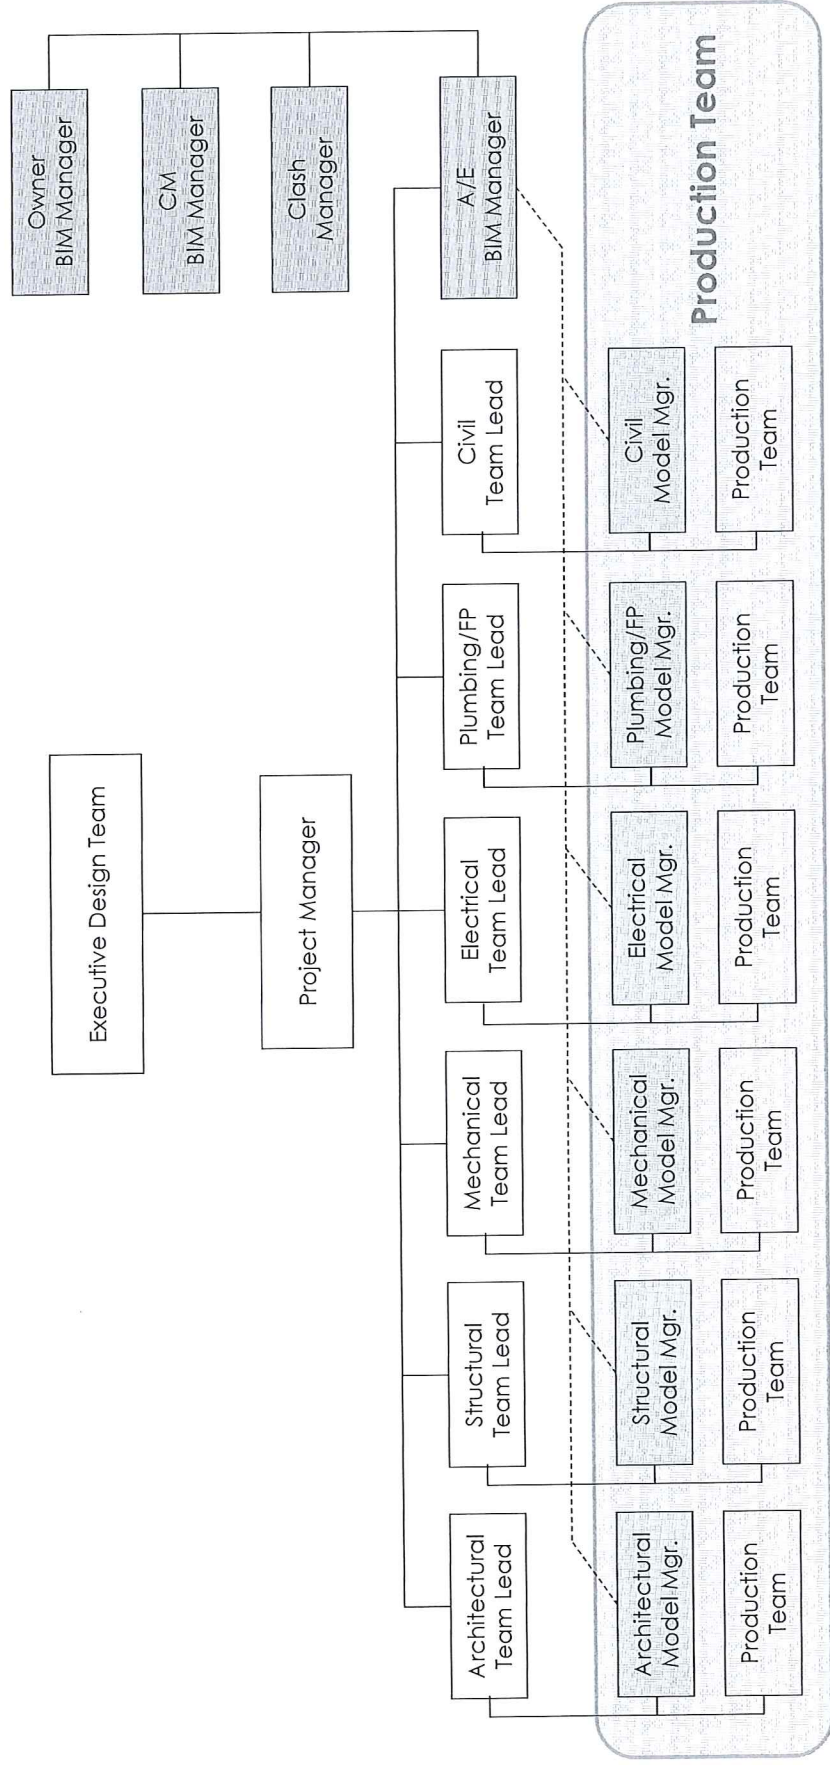 Executive Design Team
Project Manager
Owner
BIM Manager
CM
BIM Manager
Clash
Manager
A/E
BIM Manager
Architectural
Team Lead
Structural
Team Lead
Mechanical
Team Lead
Electrical
Team Lead
Plumbing/FP
Team Lead
Civil
Team Lead
Architectural
Model Mgr.
Structural
Model Mgr.
Mechanical
Model Mgr.
Electrical
Model Mgr.
Plumbing/FP
Model Mgr.
Civil
Model Mgr.
Production
Team
Production
Team
Production
Team
Production
Team
Production
Team
Production
Team
Production Team